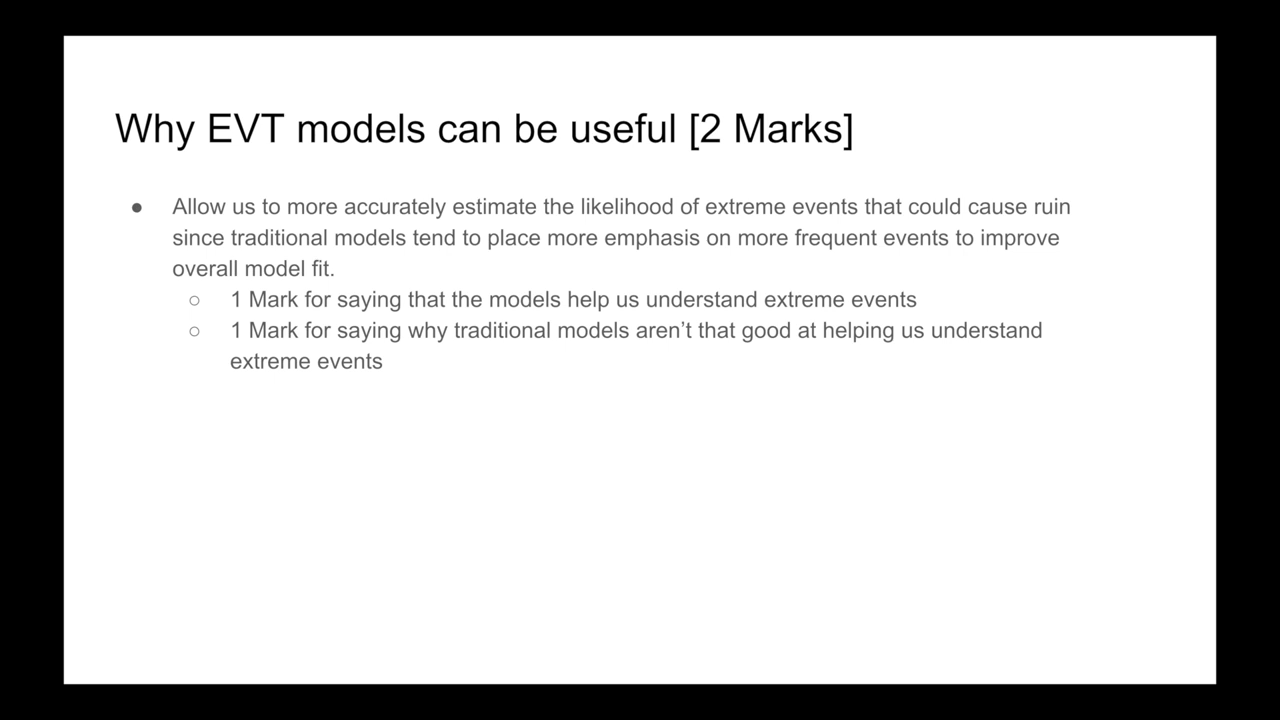 Why EVT models can be useful [2 Marks]
● Allow us to more accurately estimate the likelihood of extreme events that could cause ruin
since traditional models tend to place more emphasis on more frequent events to improve
overall model fit.
○ 1 Mark for saying that the models help us understand extreme events
○ 1 Mark for saying why traditional models aren’t that good at helping us understand
extreme events